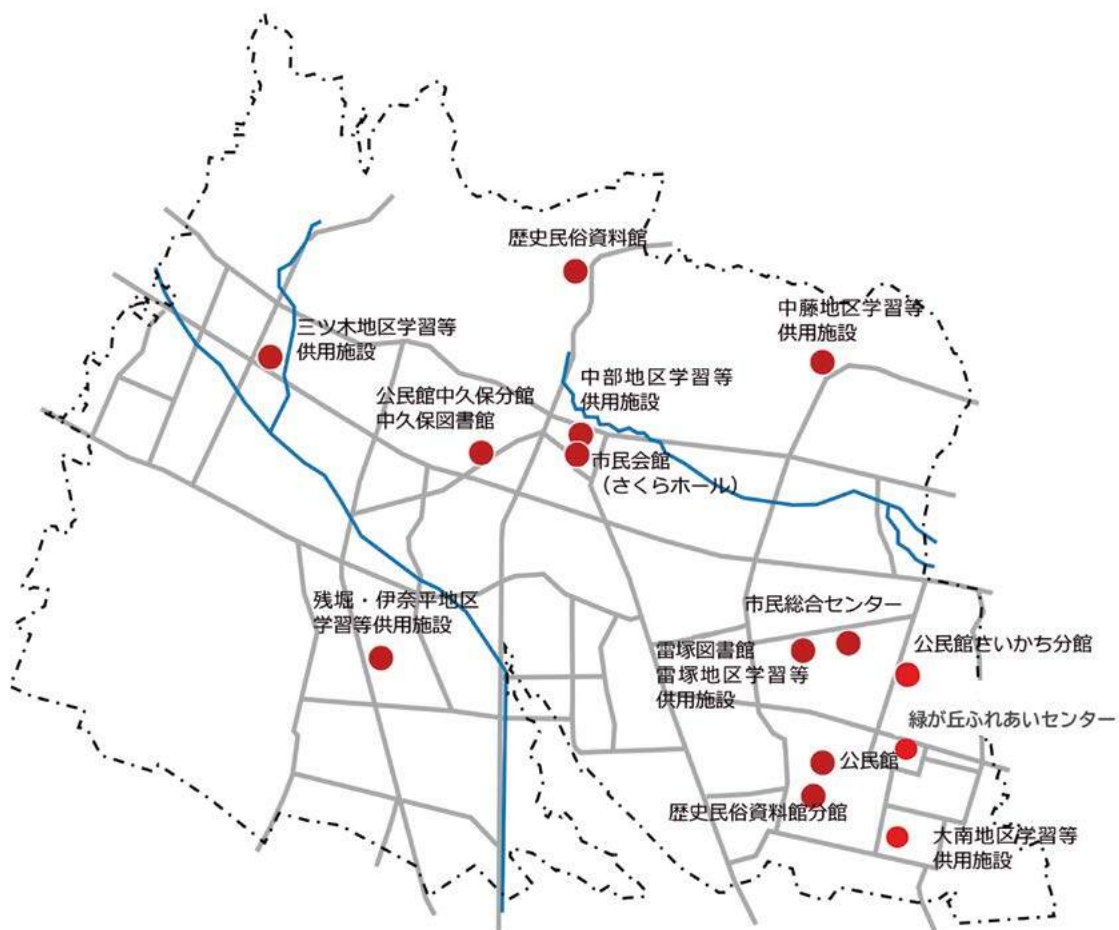 歴史民俗資料館
中藤地区学習等
供用施設
三ツ木地区学習等
供用施設
中部地区学習等
供用施設
公民館中久保分館
中久保図書館
市民会館
（さくらホール）
残堀・伊奈平地区
学習等供用施設
市民総合センター
雷塚図書館
雷塚地区学習等
供用施設
公民館さいかち分館
緑が丘ふれあいセンター
公民館
歴史民俗資料館分館
大南地区学習等
供用施設